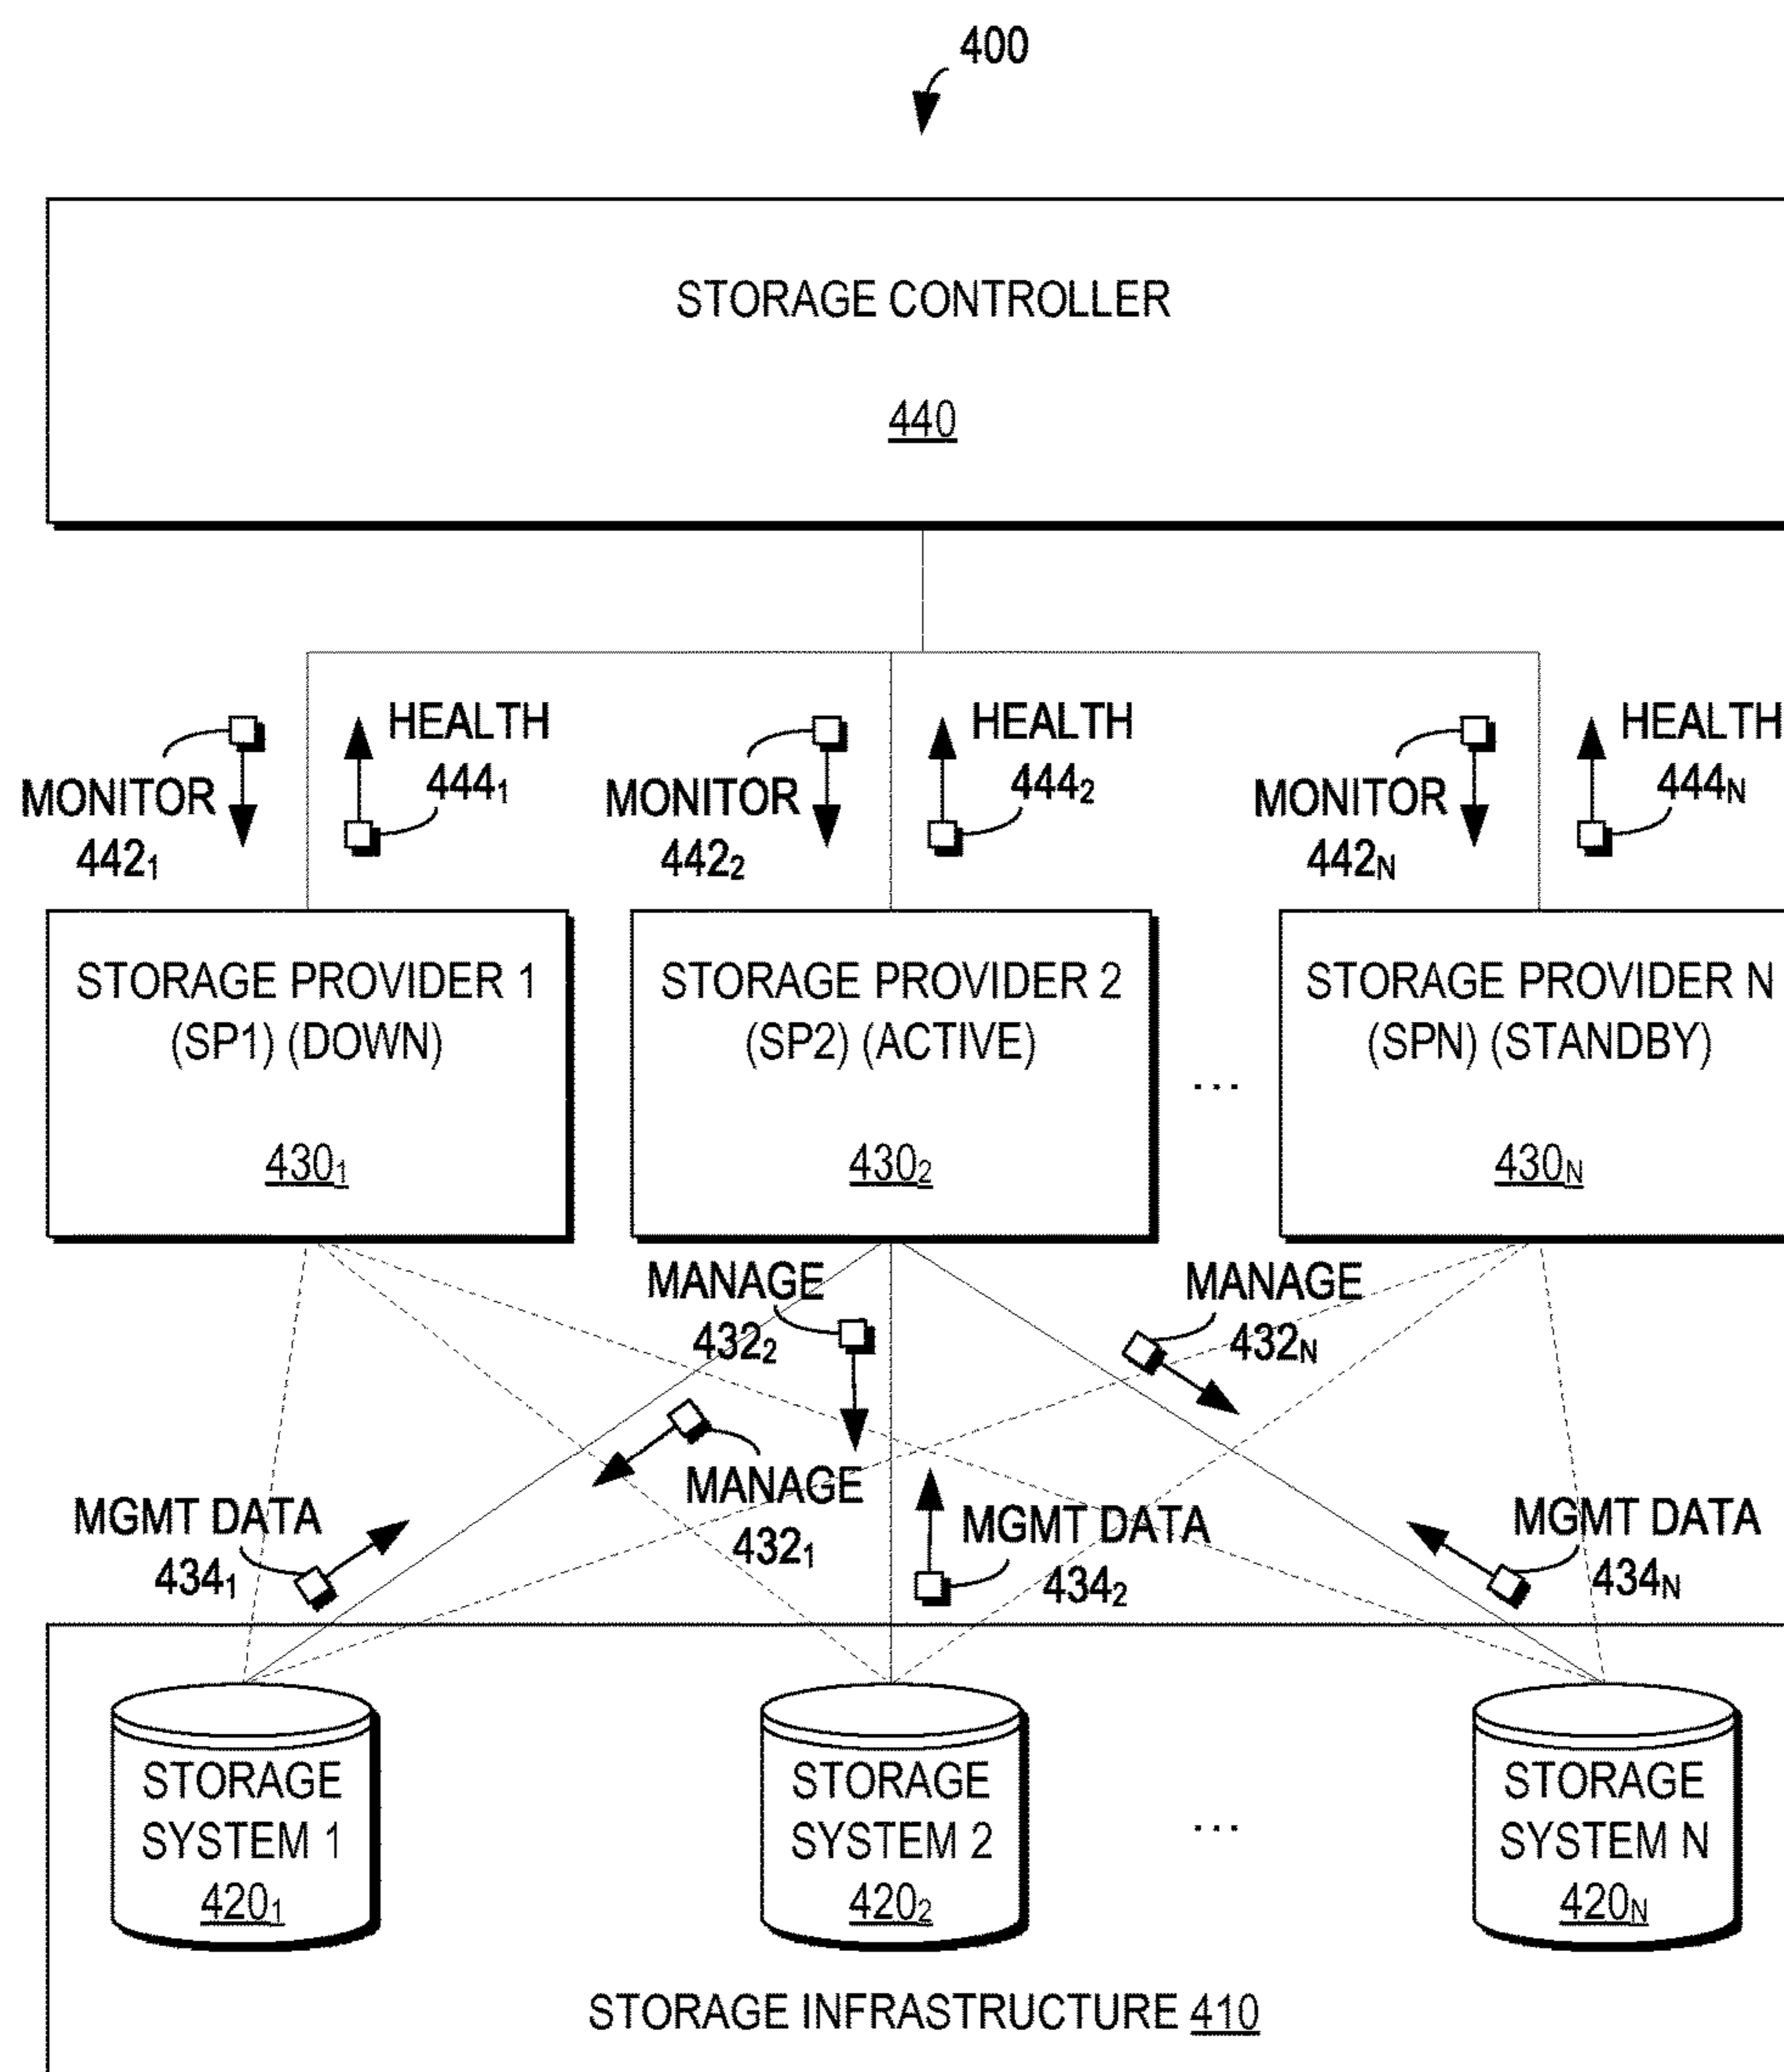 400
STORAGE CONTROLLER
440
HEALTH
444₁
MONITOR
442₁
HEALTH
444₂
MONITOR
442₂
HEALTH
444N
MONITOR
442N
STORAGE PROVIDER 1
(SP1) (DOWN)
430₁
STORAGE PROVIDER 2
(SP2) (ACTIVE)
430₂
...
STORAGE PROVIDER N
(SPN) (STANDBY)
430N
MANAGE
432₂
MANAGE
432N
MANAGE
432₁
MGMT DATA
434₁
MGMT DATA
434₂
MGMT DATA
434N
STORAGE
SYSTEM 1
420₁
STORAGE
SYSTEM 2
420₂
...
STORAGE
SYSTEM N
420N
STORAGE INFRASTRUCTURE 410